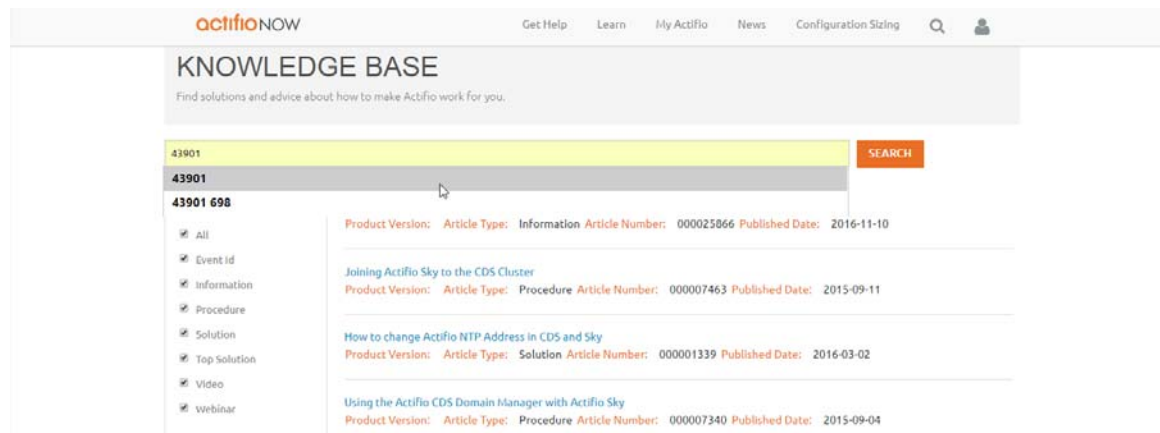 actifioNOW Get Help Learn My Actifio News Configuration Sizing
KNOWLEDGE BASE
Find solutions and advice about how to make Actifio work for you.
43901 SEARCH
43901
43901 698
Product Version: Article Type: Information Article Number: 000025866 Published Date: 2016-11-10
All
Event Id
Information
Procedure
Solution
Top Solution
Video
Webinar
Joining Actifio Sky to the CDS Cluster
Product Version: Article Type: Procedure Article Number: 000007463 Published Date: 2015-09-11
How to change Actifio NTP Address in CDS and Sky
Product Version: Article Type: Solution Article Number: 000001339 Published Date: 2016-03-02
Using the Actifio CDS Domain Manager with Actifio Sky
Product Version: Article Type: Procedure Article Number: 000007340 Published Date: 2015-09-04